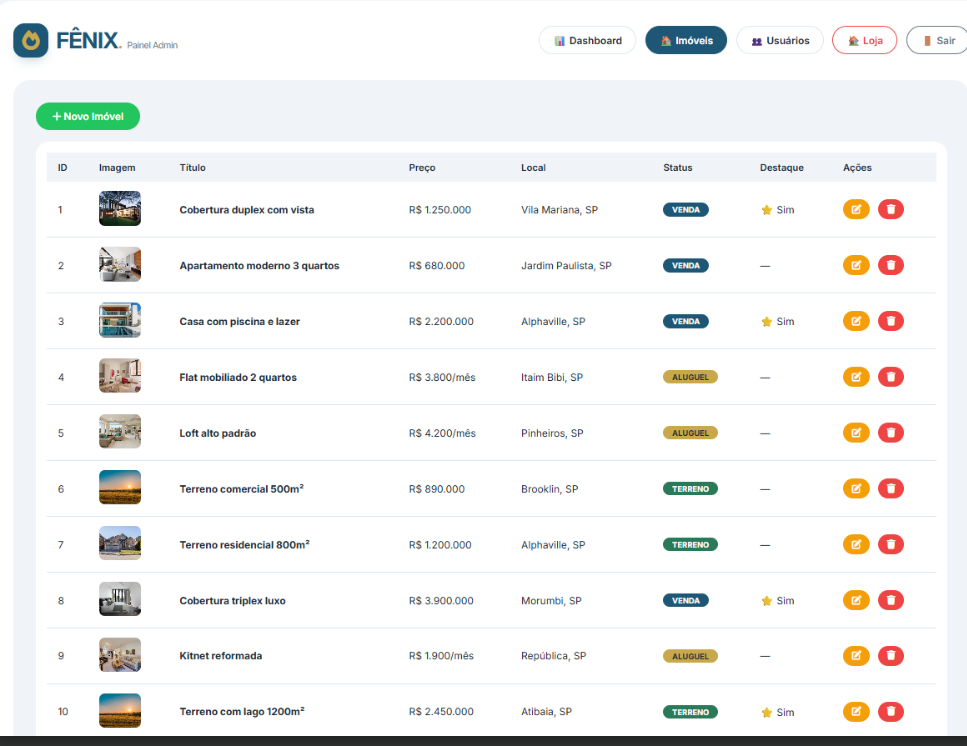 FÊNIX. Painel Admin
Dashboard Imóveis Usuários Loja Sair
+ Novo Imóvel
ID Imagem Título Preço Local Status Destaque Ações
1 Cobertura duplex com vista R$ 1.250.000 Vila Mariana, SP VENDA Sim
2 Apartamento moderno 3 quartos R$ 680.000 Jardim Paulista, SP VENDA —
3 Casa com piscina e lazer R$ 2.200.000 Alphaville, SP VENDA Sim
4 Flat mobiliado 2 quartos R$ 3.800/mês Itaim Bibi, SP ALUGUEL —
5 Loft alto padrão R$ 4.200/mês Pinheiros, SP ALUGUEL —
6 Terreno comercial 500m² R$ 890.000 Brooklin, SP TERRENO —
7 Terreno residencial 800m² R$ 1.200.000 Alphaville, SP TERRENO —
8 Cobertura triplex luxo R$ 3.900.000 Morumbi, SP VENDA Sim
9 Kitnet reformada R$ 1.900/mês República, SP ALUGUEL —
10 Terreno com lago 1200m² R$ 2.450.000 Atibaia, SP TERRENO Sim